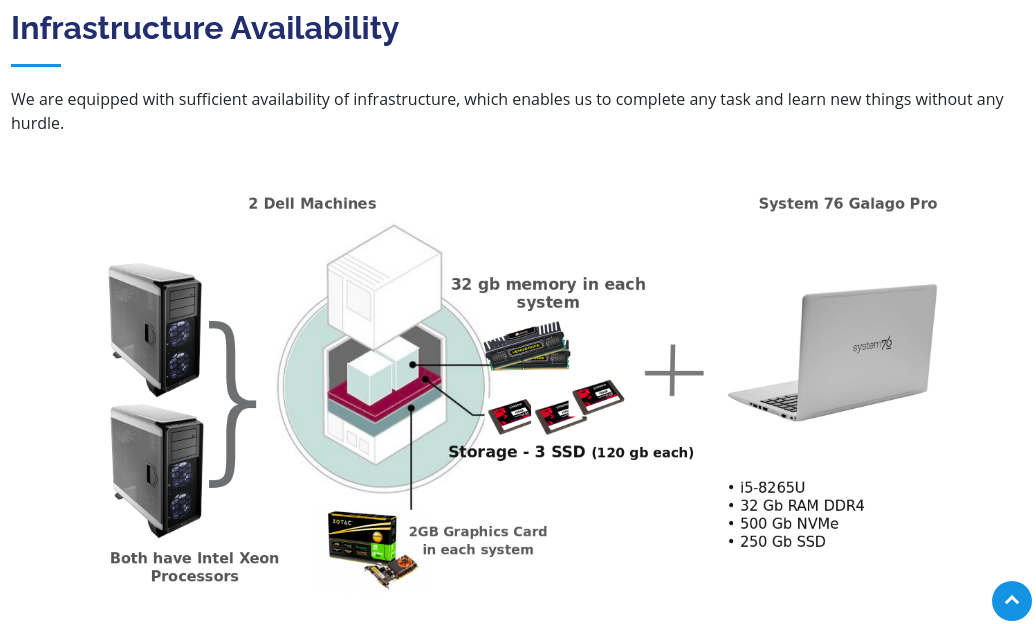 Infrastructure Availability
We are equipped with sufficient availability of infrastructure, which enables us to complete any task and learn new things without any
hurdle.
2 Dell Machines
System 76 Galago Pro
32 gb memory in each
system
VENGEANCE
system76
Storage - 3 SSD (120 gb each)
• i5-8265U
• 32 Gb RAM DDR4
• 500 Gb NVMe
• 250 Gb SSD
ZOTAC
2GB Graphics Card
in each system
Both have Intel Xeon
Processors